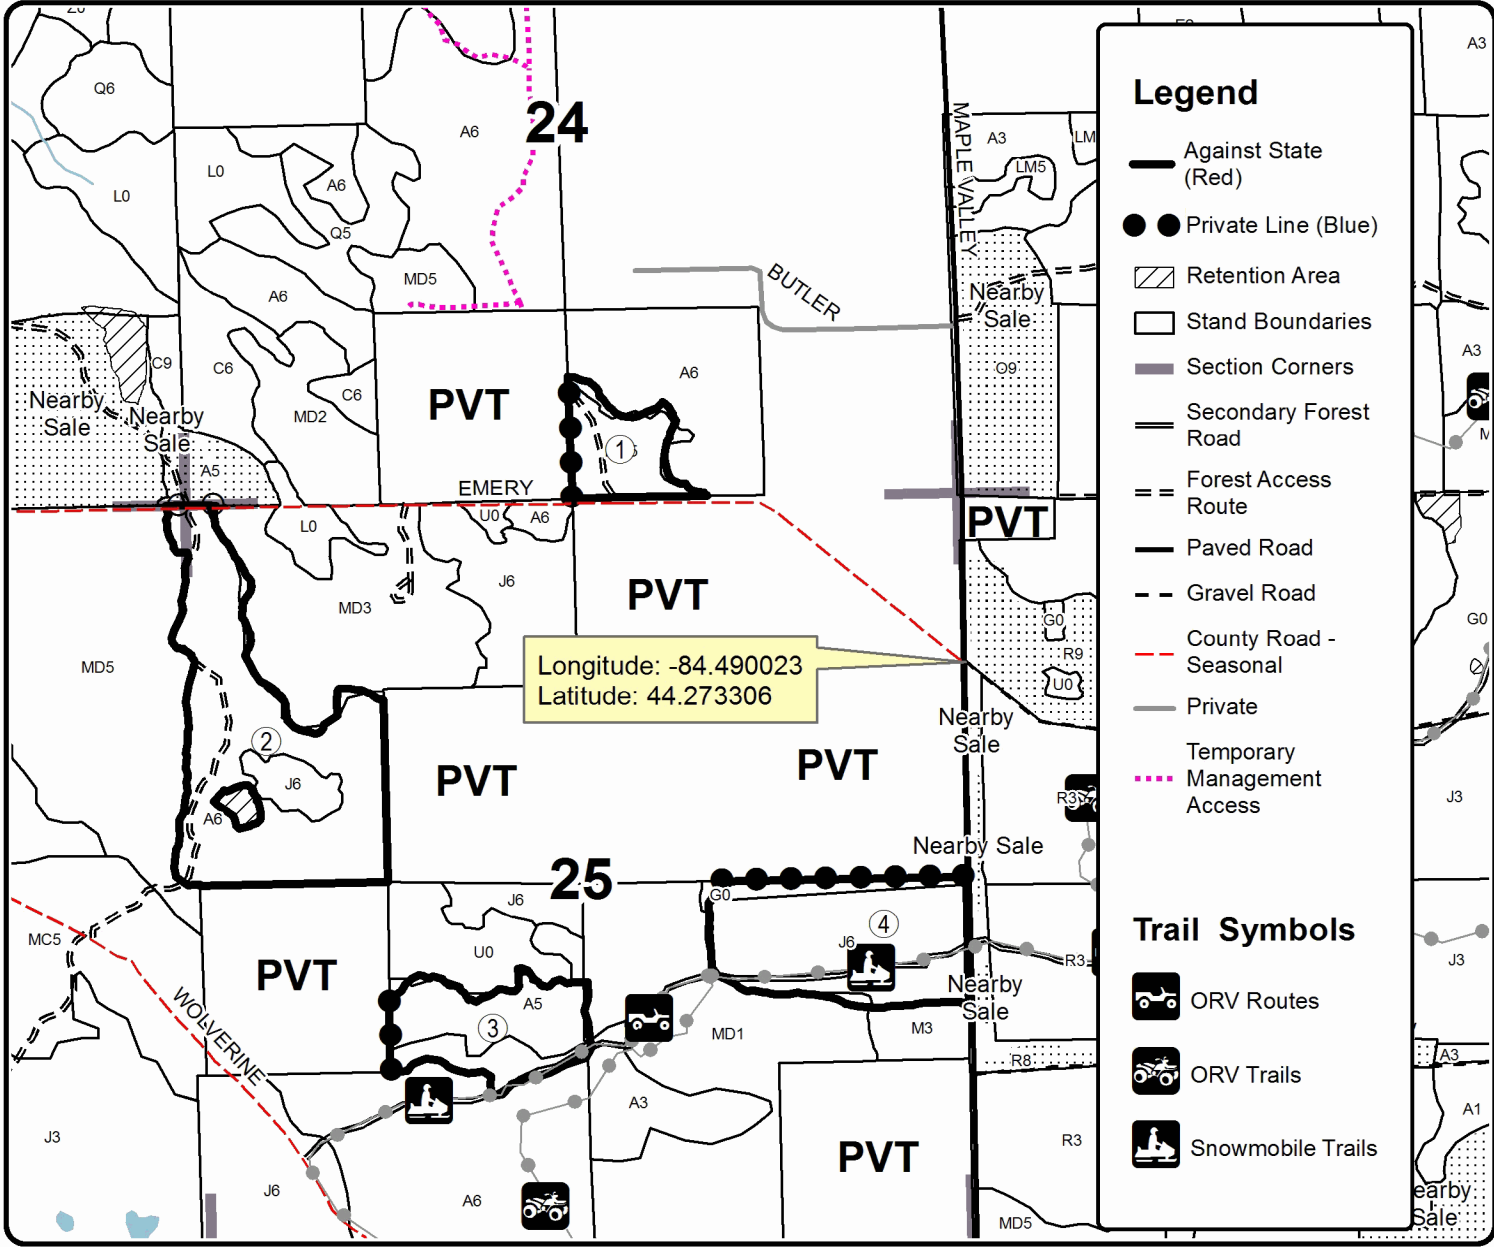 Q6
A6
24
L0
L0
A6
Q5
MD5
A6
BUTLER
MAPLE VALLEY
A3
LM
LM5
A3
Nearby
Sale
C9
C6
C6
MD2
PVT
A6
O9
A3
Nearby
Sale
Nearby
Sale
A5
1
EMERY
U0
A6
L0
PVT
J6
MD3
PVT
G0
R9
U0
G0
MD5
Longitude: -84.490023
Latitude: 44.273306
Nearby
Sale
2
J6
A6
PVT
PVT
R3
J3
Nearby Sale
25
G0
J6
4
J6
U0
MC5
PVT
WOLVERINE
A5
3
R3
J3
Nearby
Sale
MD1
M3
R8
A3
A3
A1
J3
J6
A6
PVT
R3
MD5
earby
Sale
Legend
Against State
(Red)
Private Line (Blue)
Retention Area
Stand Boundaries
Section Corners
Secondary Forest
Road
Forest Access
Route
Paved Road
Gravel Road
County Road -
Seasonal
Private
Temporary
Management
Access
Trail Symbols
ORV Routes
ORV Trails
Snowmobile Trails